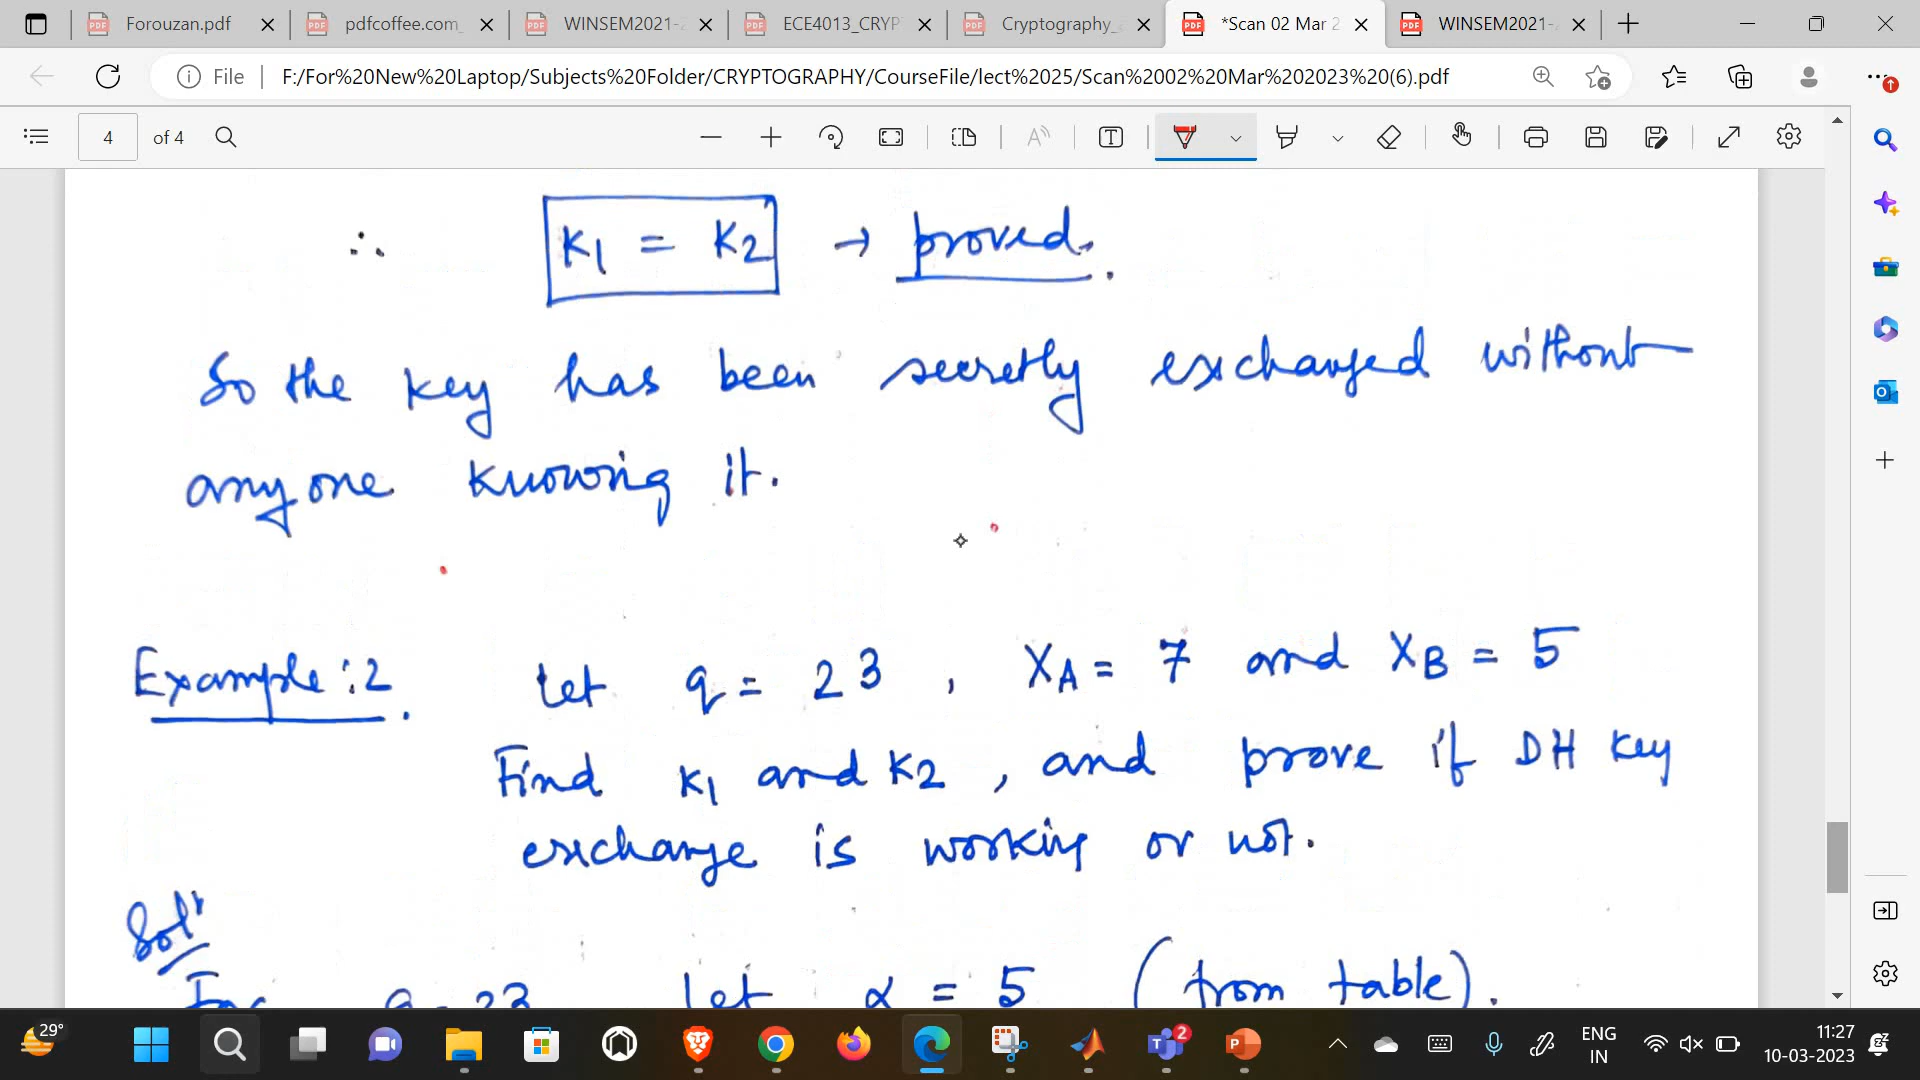 Forouzan.pdf
pdfcoffee.com_
WINSEM2021-
ECE4013_CRYP
Cryptography_
*Scan 02 Mar 2
WINSEM2021-
File
F:/For%20New%20Laptop/Subjects%20Folder/CRYPTOGRAPHY/CourseFile/lect%2025/Scan%2002%20Mar%202023%20(6).pdf
4 of 4
∴ K1 = K2 → proved.
So the key has been secretly exchanged without
anyone knowing it.
Example:2. Let q = 23, XA = 7 and XB = 5
Find K1 and K2, and prove if DH key
exchange is working or not.
Sol'
For q = 23 Let α = 5 (from table).
29°
2
ENG
IN
11:27
10-03-2023